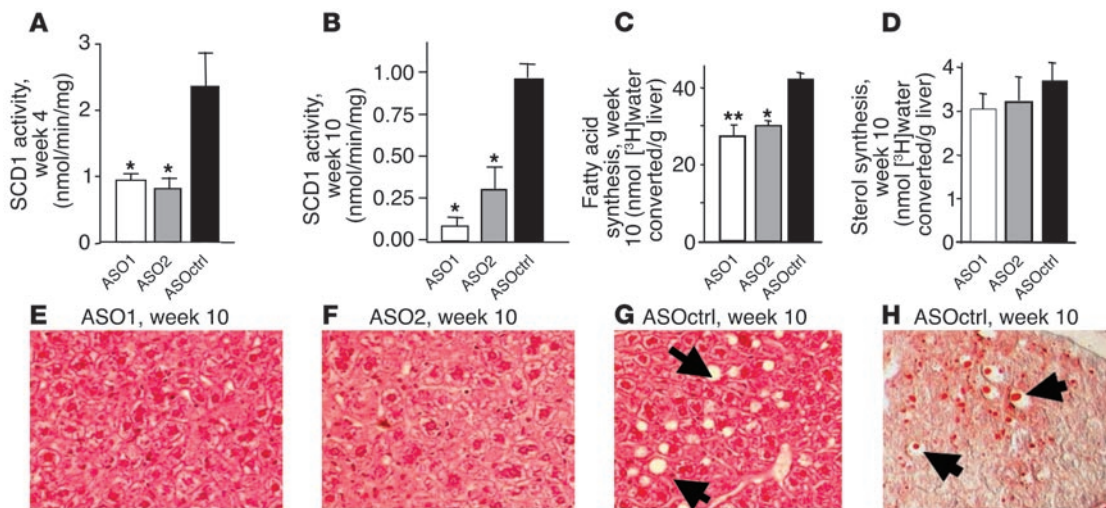 A
SCD1 activity,
week 4
(nmol/min/mg)
3
2
1
0
*
*
ASO1
ASO2
ASOctrl
B
SCD1 activity,
week 10
(nmol/min/mg)
1.00
0.75
0.50
0.25
0.00
*
*
ASO1
ASO2
ASOctrl
C
Fatty acid
synthesis, week
10 (nmol [³H]water
converted/g liver)
40
20
0
**
*
ASO1
ASO2
ASOctrl
D
Sterol synthesis,
week 10
(nmol [³H]water
converted/g liver)
4
3
2
1
0
ASO1
ASO2
ASOctrl
E ASO1, week 10
F ASO2, week 10
G ASOctrl, week 10
H ASOctrl, week 10